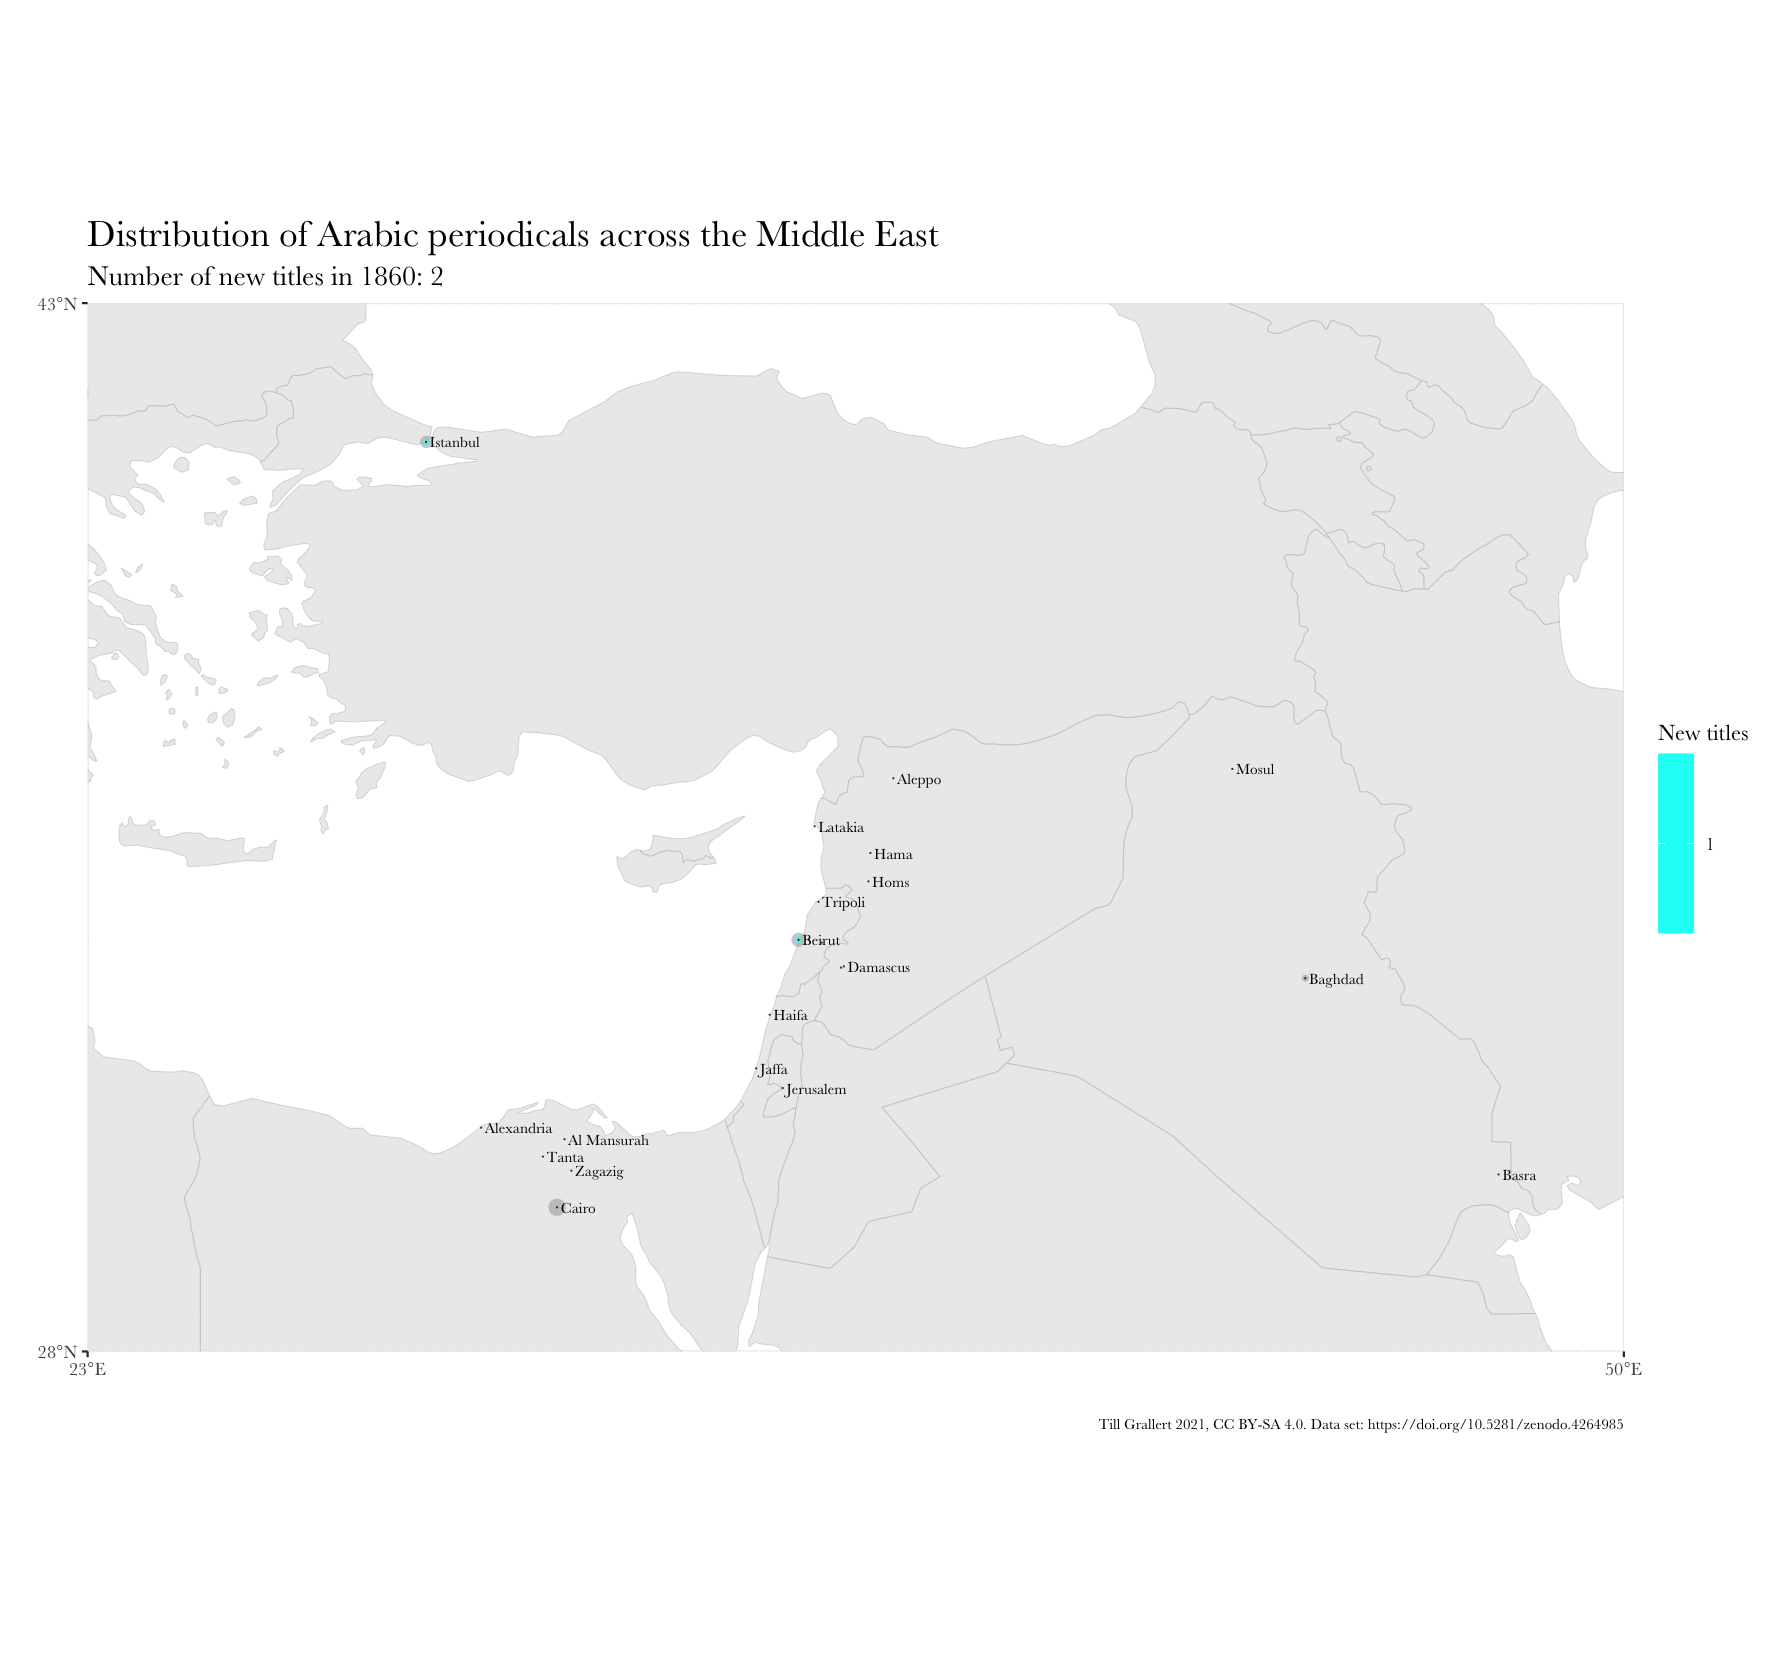 Distribution of Arabic periodicals across the Middle East
Number of new titles in 1860: 2
43°N
Istanbul
New titles
1
Mosul
Aleppo
Latakia
Hama
Homs
Tripoli
Beirut
Damascus
Baghdad
Haifa
Jaffa
Jerusalem
Alexandria
Al Mansurah
Tanta
Zagazig
Basra
Cairo
28°N
23°E
50°E
Till Grallert 2021, CC BY-SA 4.0. Data set: https://doi.org/10.5281/zenodo.4264985